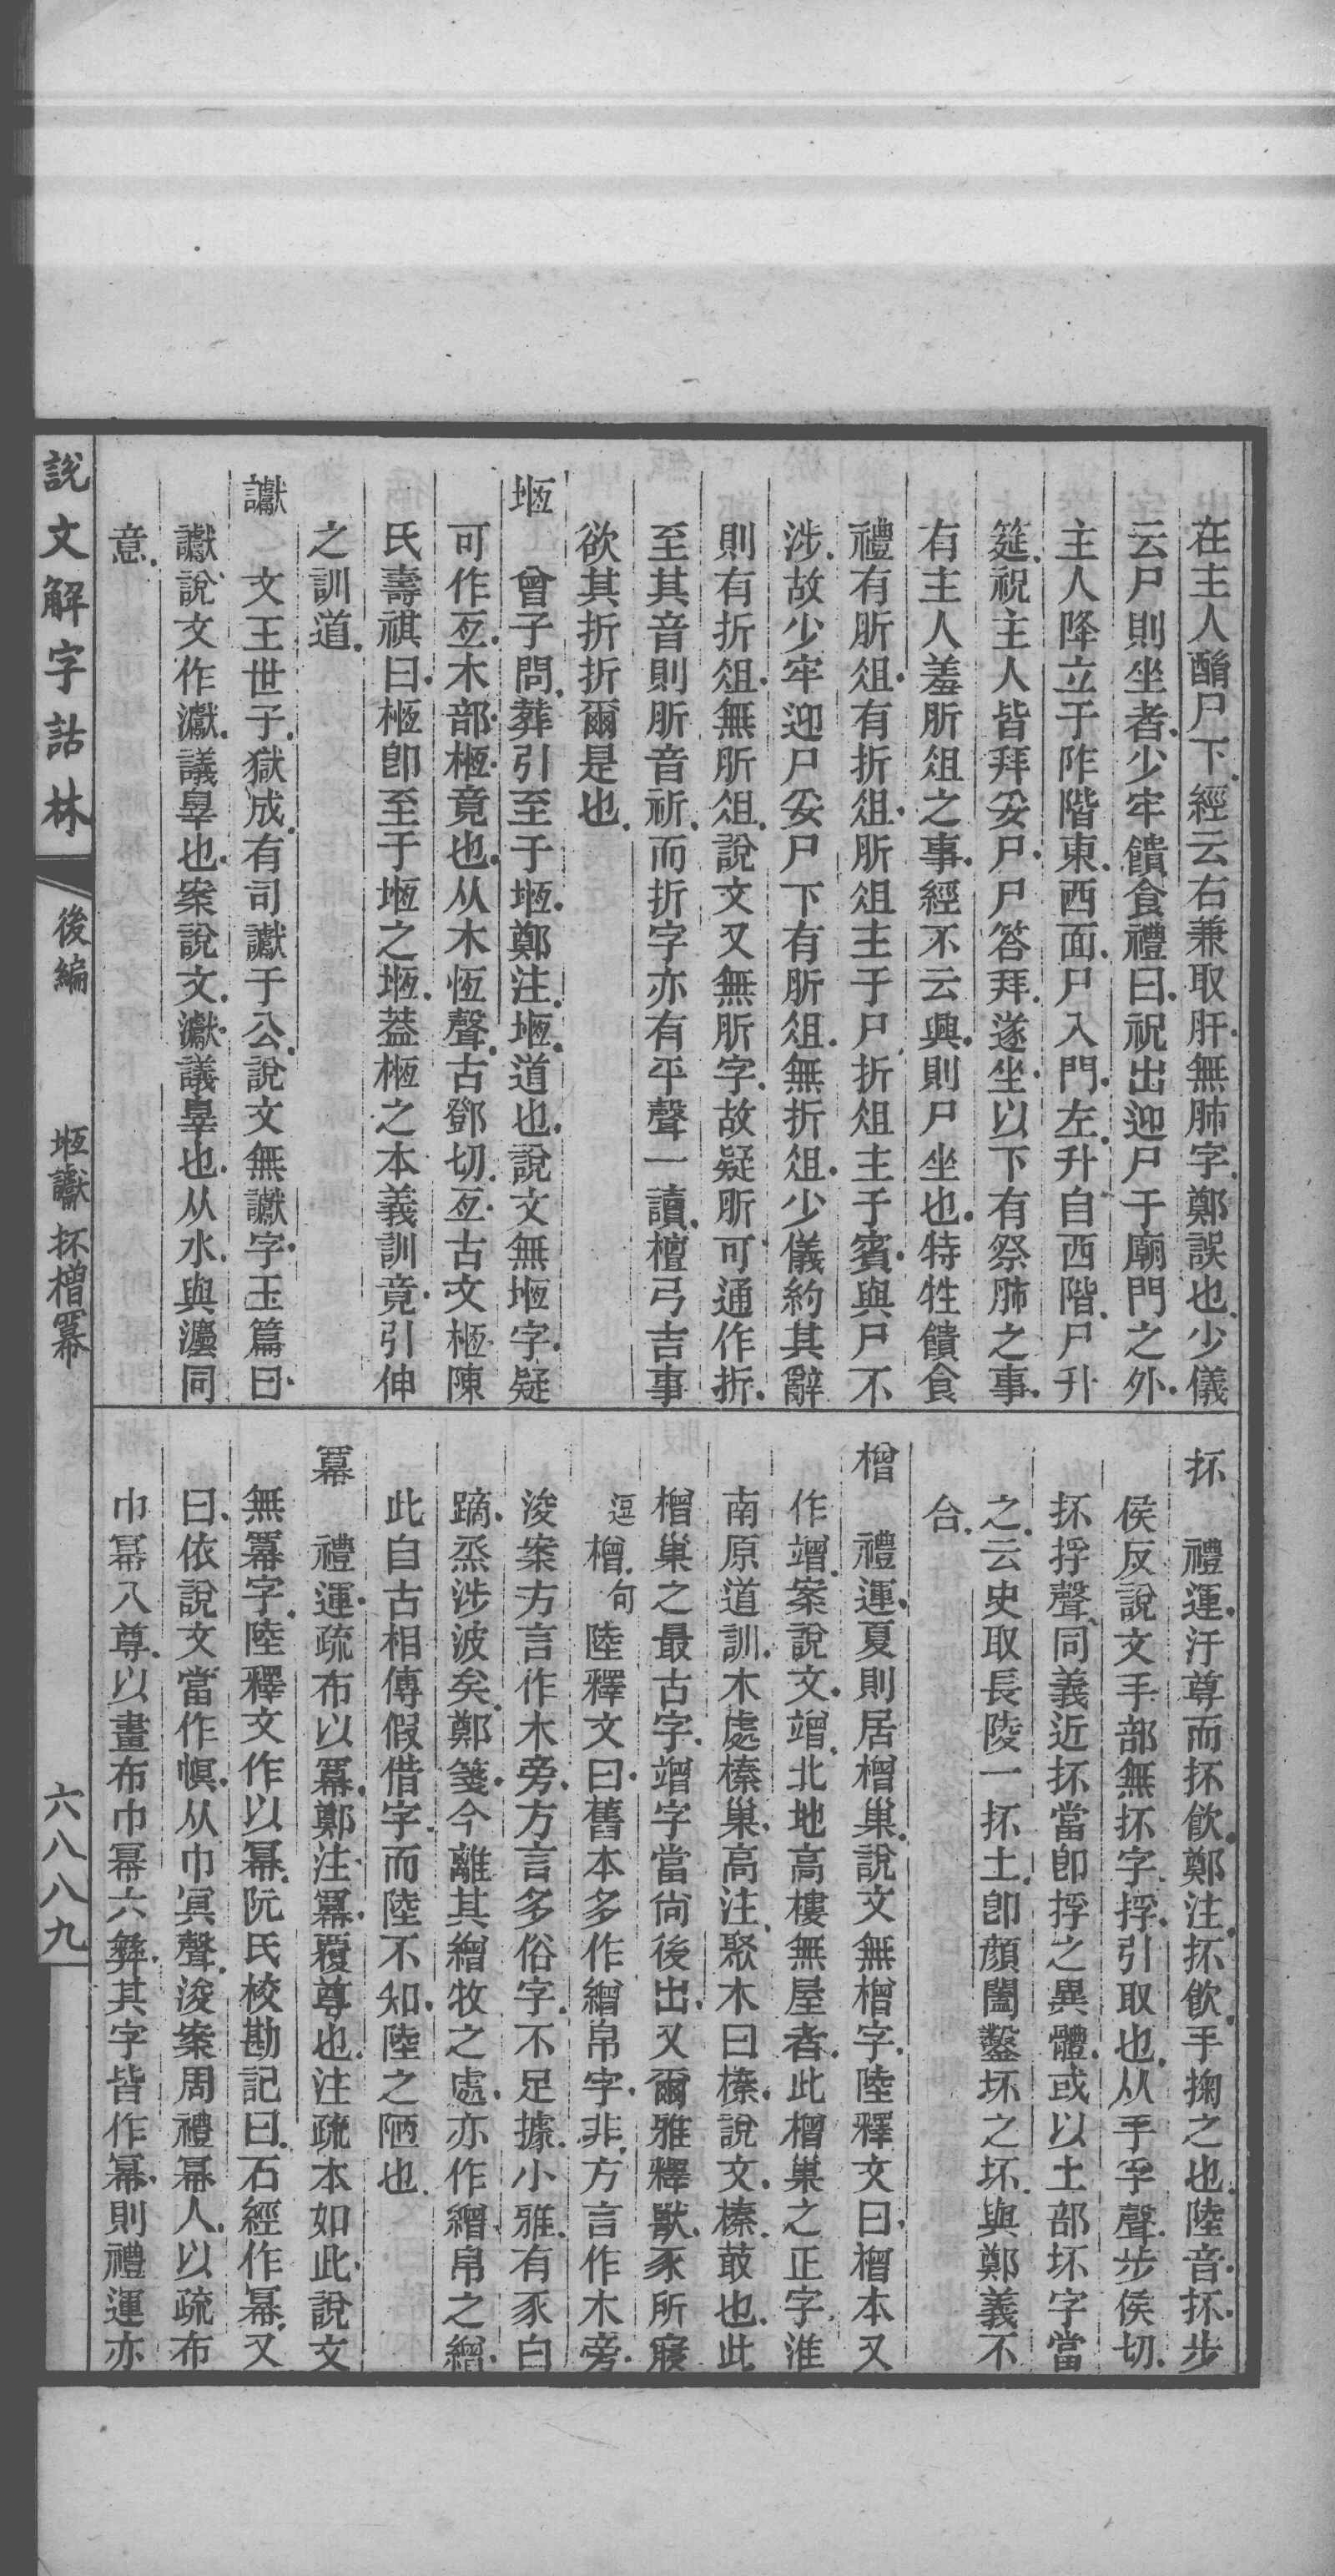 在主人酳尸下.經云右兼取肝.無肺字.鄭誤也.少儀
云尸則坐者.少牢饋食禮曰.祝出迎尸于廟門之外.
主人降立于阼階東.西面.尸入門.左.升自西階.尸升
筵.祝主人皆拜妥尸.尸答拜.遂坐.以下有祭肺之事.
有主人羞肵俎之事.經不云興.則尸坐也.特牲饋食
禮有肵俎.有折俎.肵俎主于尸.折俎主于賓.與尸不
涉.故少牢迎尸妥尸下有肵俎.無折俎.少儀約其辭
則有折俎.無肵俎.說文又無肵字.故疑肵可通作折.
至其音則肵音祈.而折字亦有平聲一讀.檀弓吉事
欲其折折爾是也.
堩 曾子問.葬引至于堩.鄭注.堩.道也.說文無堩字.疑
可作亙.木部.㮓.竟也.从木恆聲.古鄧切.亙.古文㮓.陳
氏壽祺曰.㮓卽至于堩之堩.葢㮓之本義訓竟.引伸
之訓道.
讞 文王世子.獄成.有司讞于公.說文無讞字.玉篇曰.
讞.說文作瀗.議辠也.案說文.瀗.議辠也.从水.與灋同
意.
抔 禮運.汙尊而抔飲.鄭注.抔飲.手掬之也.陸音.抔.步
侯反.說文手部無抔字.捊.引取也.从手孚聲.步侯切.
抔捊聲同義近.抔當卽捊之異體.或以土部坏字當
之.云史取長陵一抔土.卽顏闔鑿坏之坏.與鄭義不
合.
橧 禮運.夏則居橧巢.說文無橧字.陸釋文曰.橧本又
作竲.案說文.竲.北地高樓無屋者.此橧巢之正字.淮
南原道訓.木處榛巢.高注.聚木曰榛.說文.榛.菆也.此
橧巢之最古字.竲字當尙後出.又爾雅釋獸.豕所寢
逗橧.句陸釋文曰.舊本多作繒帛字.非.方言作木旁.
浚案方言作木旁.方言多俗字.不足據.小雅.有豕白
蹢.烝涉波矣.鄭箋.今離其繒牧之處.亦作繒帛之繒.
此自古相傳假借字.而陸不知.陸之陋也.
冪 禮運.疏布以冪.鄭注.冪.覆尊也.注疏本如此.說文
無冪字.陸釋文作以冪.阮氏校勘記曰.石經作冪.又
曰.依說文當作幎.从巾冥聲.浚案周禮冪人.以疏布
巾冪八尊.以畫布巾冪六彝.其字皆作冪.則禮運亦
說文解字詁林 後編 堩讞抔橧冪 六八八九